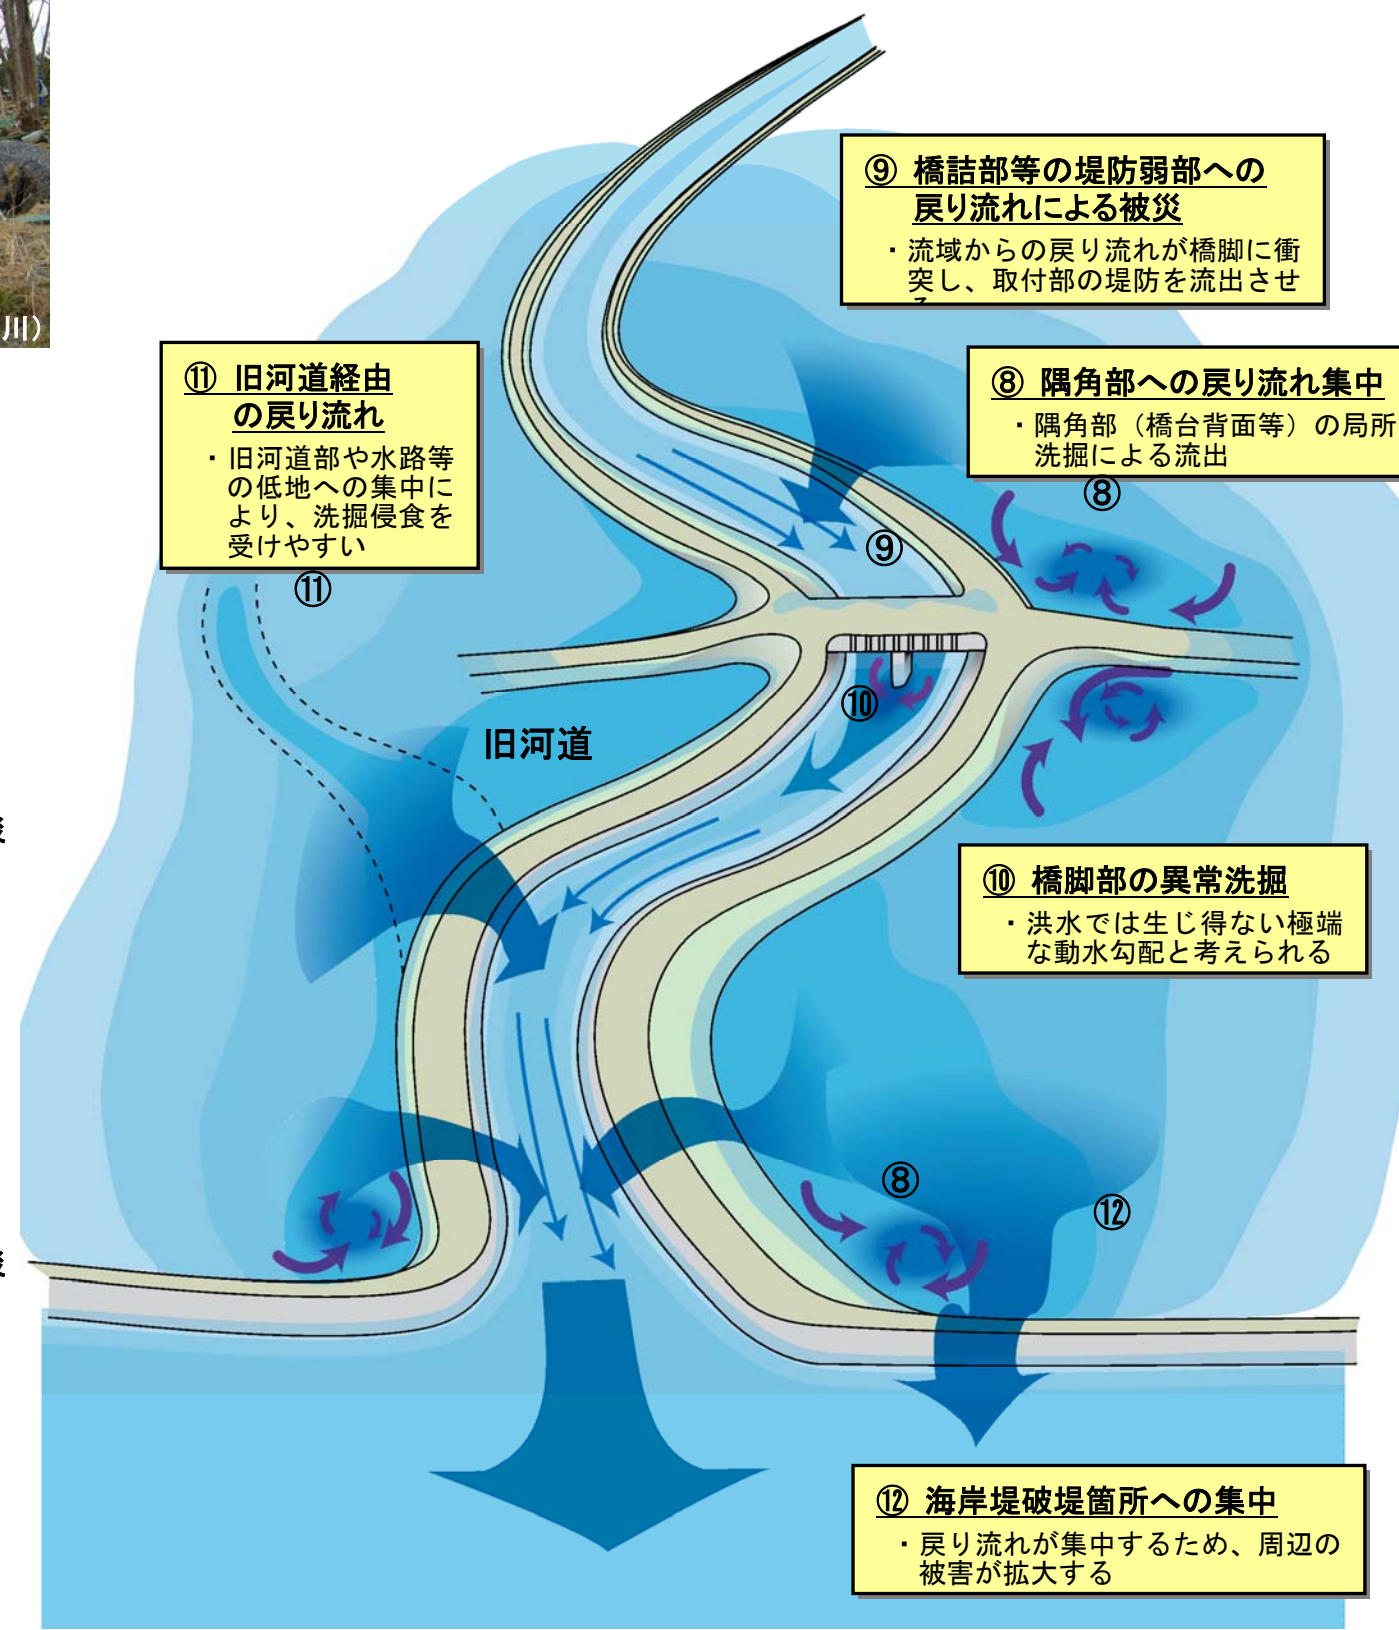 川）
⑨ 橋詰部等の堤防弱部への
戻り流れによる被災
・流域からの戻り流れが橋脚に衝
突し、取付部の堤防を流出させ
⑪ 旧河道経由
の戻り流れ
・旧河道部や水路等
の低地への集中に
より、洗掘侵食を
受けやすい
⑪
⑧ 隅角部への戻り流れ集中
・隅角部（橋台背面等）の局所
洗掘による流出
⑧
⑨
⑩
旧河道
⑩ 橋脚部の異常洗掘
・洪水では生じ得ない極端
な動水勾配と考えられる
⑧
⑫
⑫ 海岸堤破堤箇所への集中
・戻り流れが集中するため、周辺の
被害が拡大する